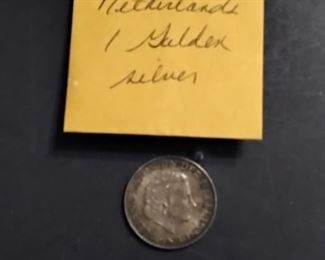 Netherlands
1 Gulden
silver